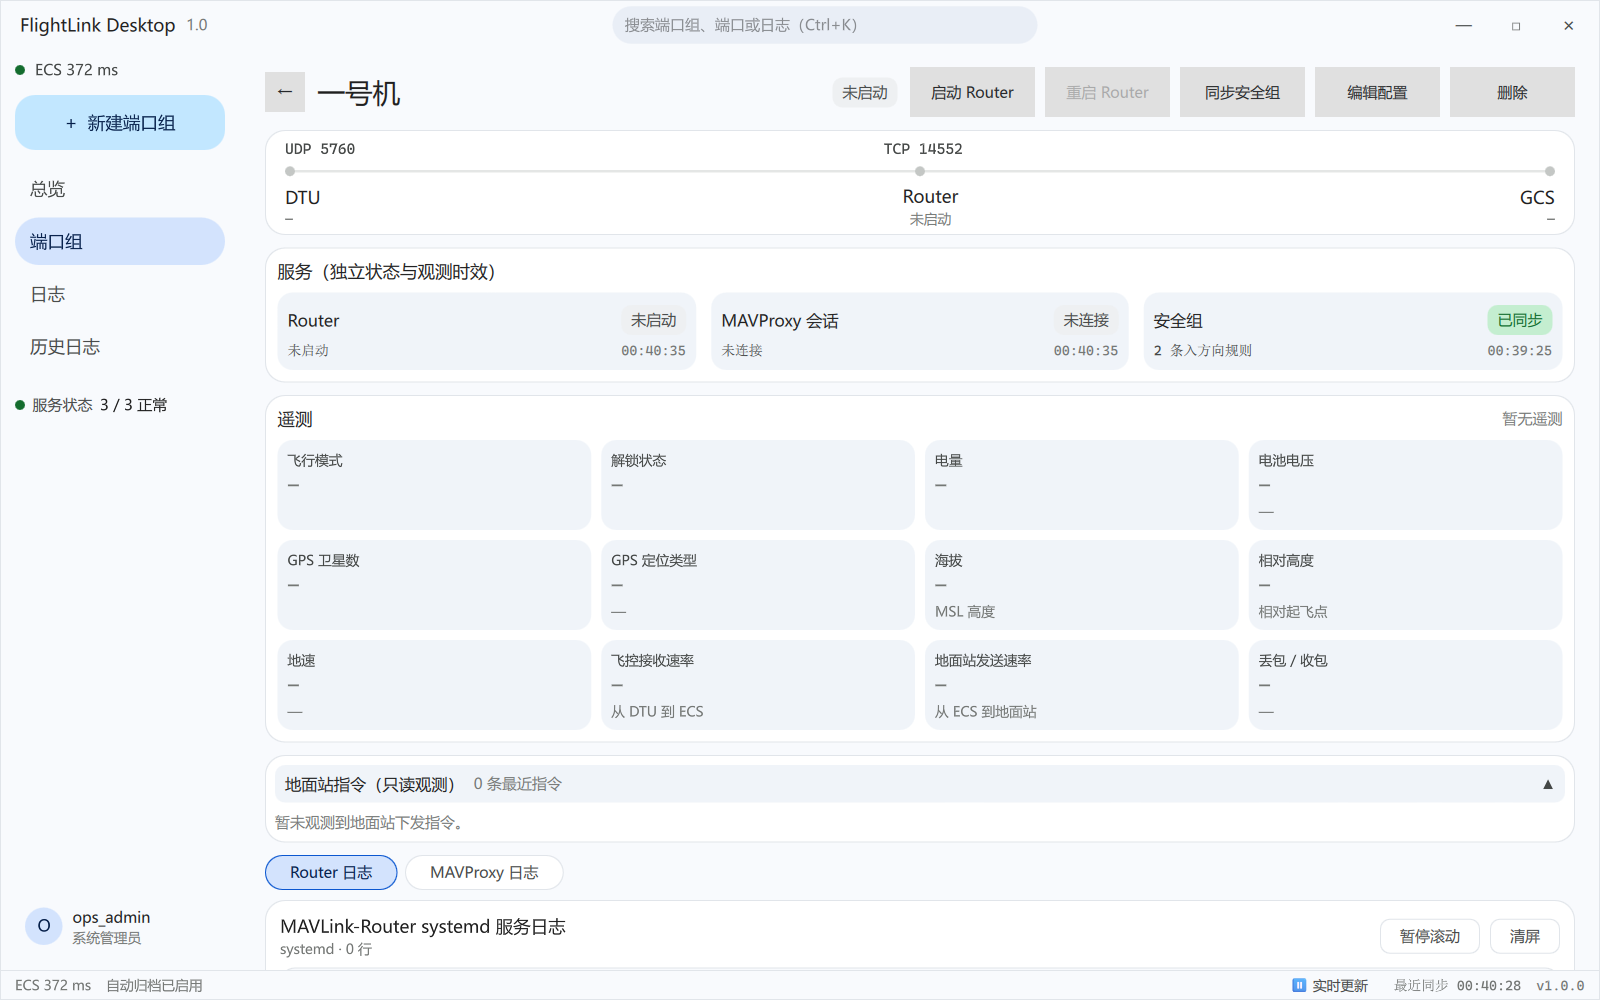 FlightLink Desktop 1.0
搜索端口组、端口或日志（Ctrl+K）
ECS 372 ms
+ 新建端口组
总览
端口组
日志
历史日志
服务状态 3 / 3 正常
← 一号机
未启动
启动 Router
重启 Router
同步安全组
编辑配置
删除
UDP 5760
TCP 14552
DTU
Router
GCS
–
未启动
–
服务（独立状态与观测时效）
Router 未启动
未启动 00:40:35
MAVProxy 会话 未连接
未连接 00:40:35
安全组 已同步
2 条入方向规则 00:39:25
遥测
暂无遥测
飞行模式
–
解锁状态
–
电量
–
电池电压
–
—
GPS 卫星数
–
GPS 定位类型
–
—
海拔
–
MSL 高度
相对高度
–
相对起飞点
地速
–
—
飞控接收速率
–
从 DTU 到 ECS
地面站发送速率
–
从 ECS 到地面站
丢包 / 收包
–
—
地面站指令（只读观测） 0 条最近指令 ▲
暂未观测到地面站下发指令。
Router 日志
MAVProxy 日志
MAVLink-Router systemd 服务日志
systemd · 0 行
暂停滚动
清屏
O
ops_admin
系统管理员
ECS 372 ms 自动归档已启用
实时更新 最近同步 00:40:28 v1.0.0